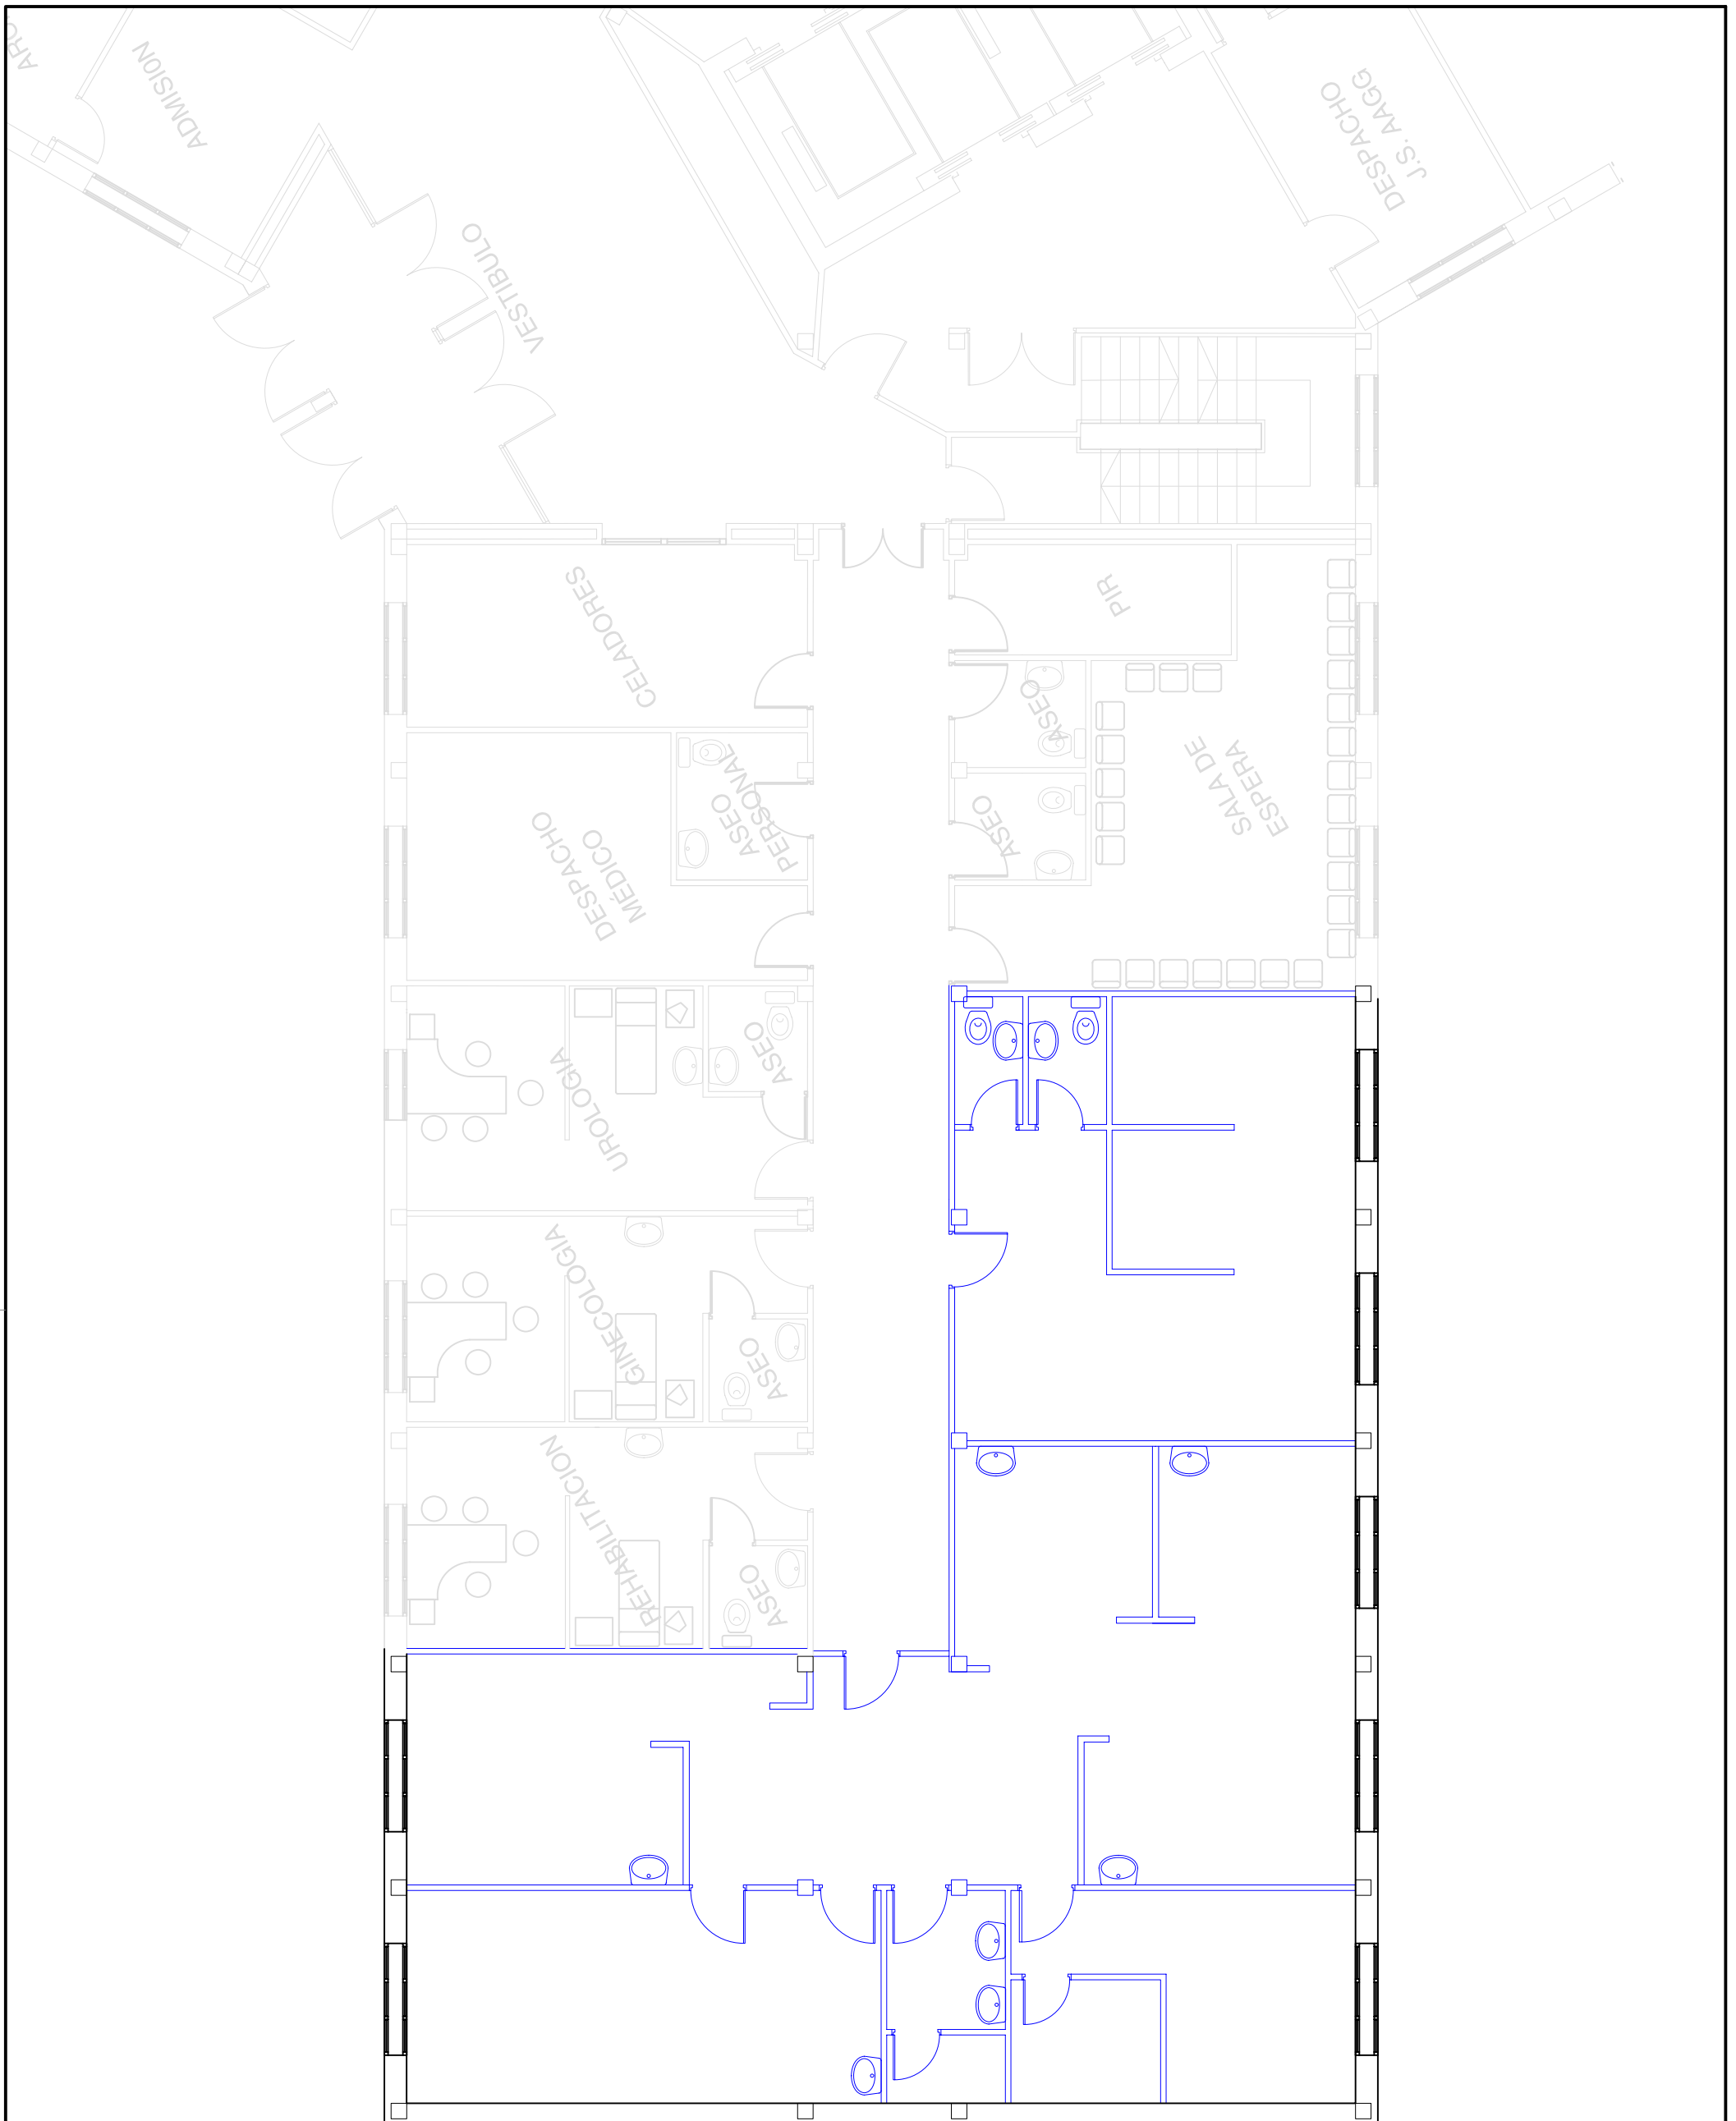 ADMISION
VESTIBULO
DESPACHO
J.S. AAGG
CELADORES
PIR
ASEO
ASEO
PERSONAL
DESPACHO
MÉDICO
ASEO
SALA DE
ESPERA
UROLOGIA
ASEO
GINECOLOGIA
ASEO
REHABILITACION
ASEO